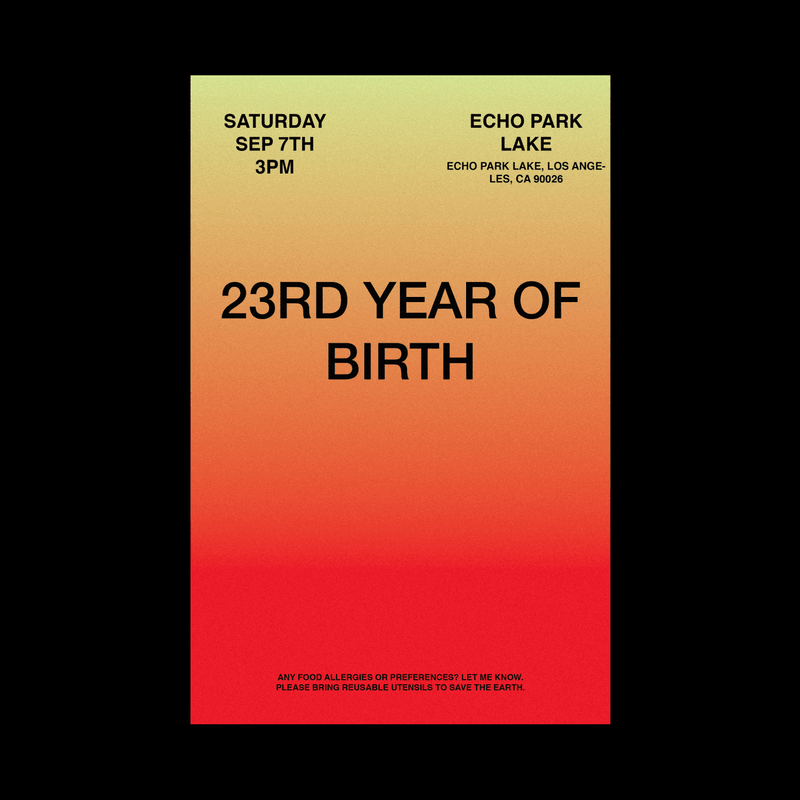 SATURDAY
SEP 7TH
3PM
ECHO PARK
LAKE
ECHO PARK LAKE, LOS ANGE-
LES, CA 90026
23RD YEAR OF
BIRTH
ANY FOOD ALLERGIES OR PREFERENCES? LET ME KNOW.
PLEASE BRING REUSABLE UTENSILS TO SAVE THE EARTH.